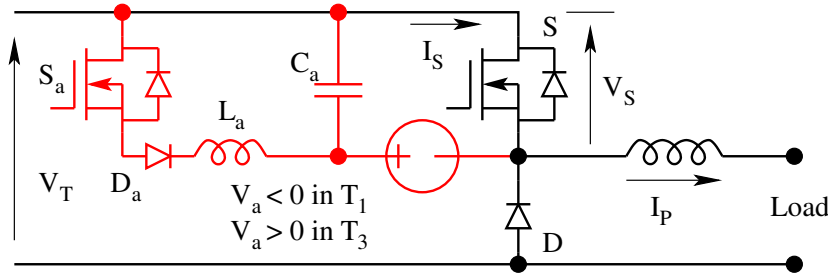 S
I_S
S_a
C_a
V_S
L_a
V_T
D_a
V_a < 0 in T_1
V_a > 0 in T_3
D
I_P
Load